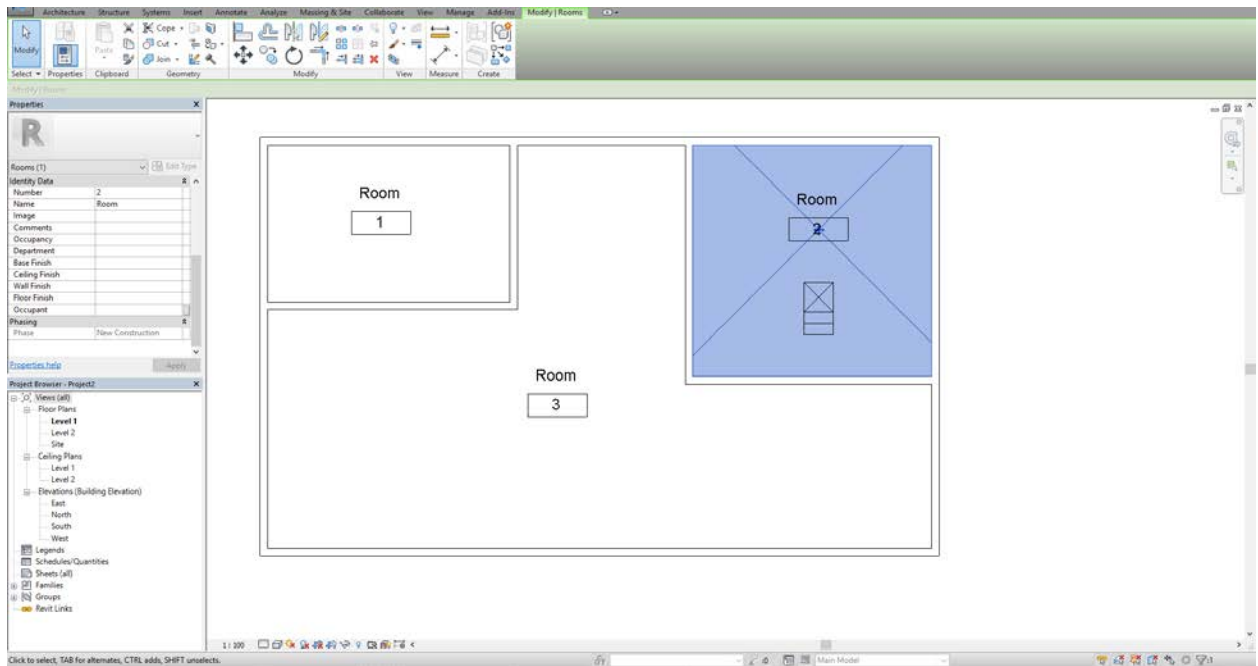 Architecture Structure Systems Insert Annotate Analyze Massing & Site Collaborate View Manage Add-Ins Modify | Rooms
Modify
Paste
Cope
Cut
Join
Select Properties Clipboard Geometry Modify View Measure Create
Modify | Rooms
Properties X
R
Rooms (1) Edit Type
Identity Data
Number 2
Name Room
Image
Comments
Occupancy
Department
Base Finish
Ceiling Finish
Wall Finish
Floor Finish
Occupant
Phasing
Phase New Construction
Properties help Apply
Project Browser - Project2 X
Views (all)
Floor Plans
Level 1
Level 2
Site
Ceiling Plans
Level 1
Level 2
Elevations (Building Elevation)
East
North
South
West
Legends
Schedules/Quantities
Sheets (all)
Families
Groups
Revit Links
Room
1
Room
2
Room
3
1 : 100
Click to select, TAB for alternates, CTRL adds, SHIFT unselects.
:0
Main Model
:1